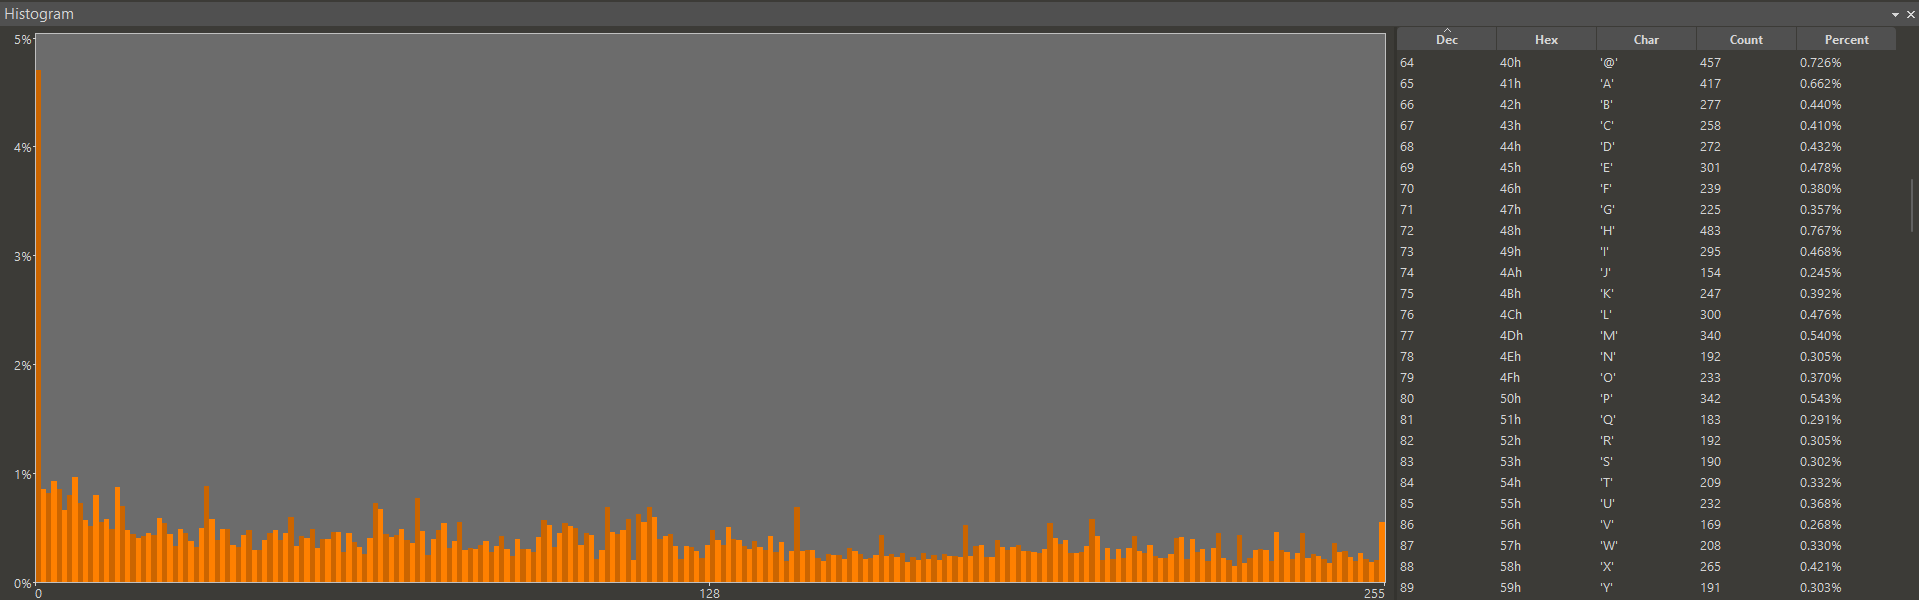 Histogram
5%
4%
3%
2%
1%
0%
0 128 255
Dec Hex Char Count Percent
64 40h '@' 457 0.726%
65 41h 'A' 417 0.662%
66 42h 'B' 277 0.440%
67 43h 'C' 258 0.410%
68 44h 'D' 272 0.432%
69 45h 'E' 301 0.478%
70 46h 'F' 239 0.380%
71 47h 'G' 225 0.357%
72 48h 'H' 483 0.767%
73 49h 'I' 295 0.468%
74 4Ah 'J' 154 0.245%
75 4Bh 'K' 247 0.392%
76 4Ch 'L' 300 0.476%
77 4Dh 'M' 340 0.540%
78 4Eh 'N' 192 0.305%
79 4Fh 'O' 233 0.370%
80 50h 'P' 342 0.543%
81 51h 'Q' 183 0.291%
82 52h 'R' 192 0.305%
83 53h 'S' 190 0.302%
84 54h 'T' 209 0.332%
85 55h 'U' 232 0.368%
86 56h 'V' 169 0.268%
87 57h 'W' 208 0.330%
88 58h 'X' 265 0.421%
89 59h 'Y' 191 0.303%